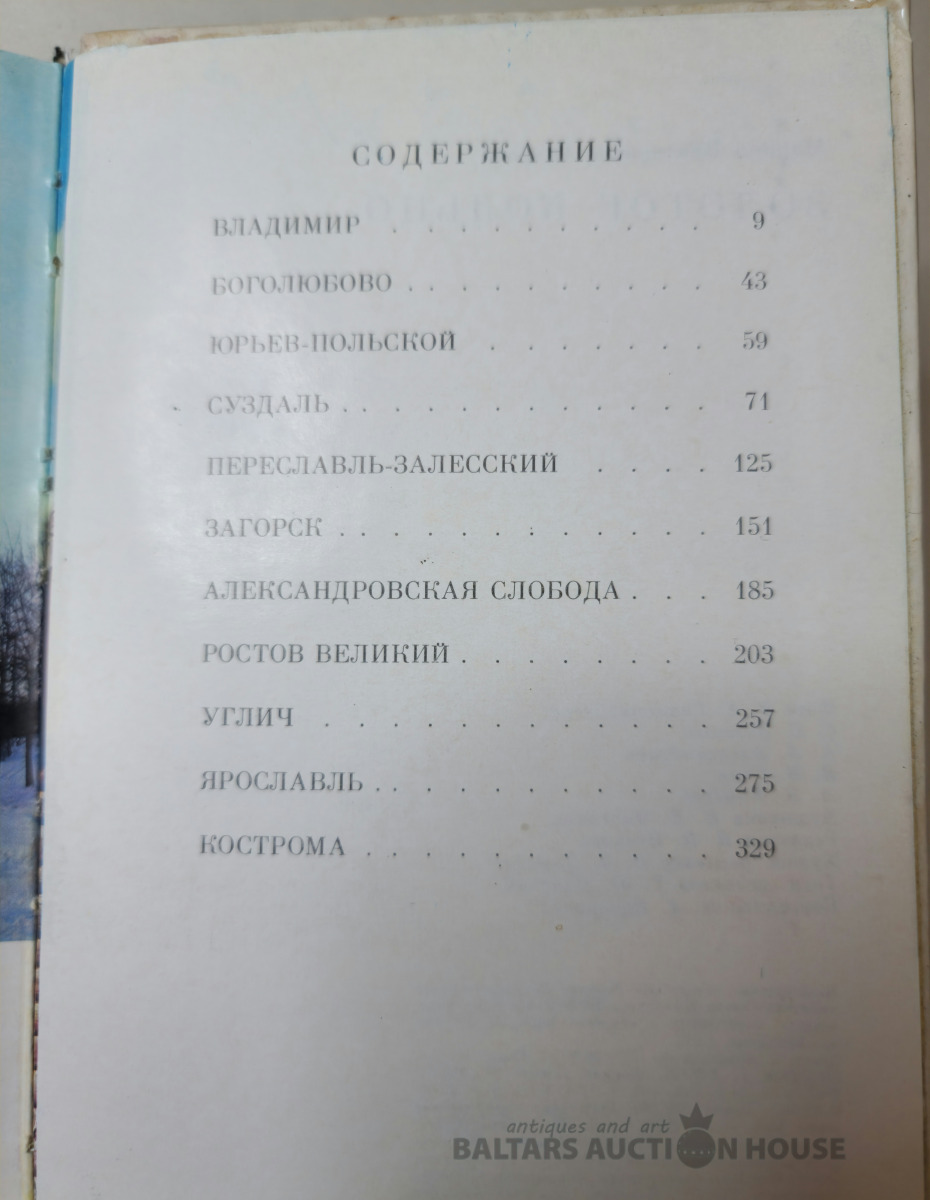 СОДЕРЖАНИЕ
ВЛАДИМИР . . . . . . . . . . . 9
БОГОЛЮБОВО . . . . . . . . . . 43
ЮРЬЕВ-ПОЛЬСКОЙ . . . . . . . 59
СУЗДАЛЬ . . . . . . . . . . . . 71
ПЕРЕСЛАВЛЬ-ЗАЛЕССКИЙ . . . . 125
ЗАГОРСК . . . . . . . . . . . . 151
АЛЕКСАНДРОВСКАЯ СЛОБОДА . . . 185
РОСТОВ ВЕЛИКИЙ . . . . . . . . 203
УГЛИЧ . . . . . . . . . . . . 257
ЯРОСЛАВЛЬ . . . . . . . . . . . 275
КОСТРОМА . . . . . . . . . . . 329
antiques and art
BALTARS AUCTION HOUSE